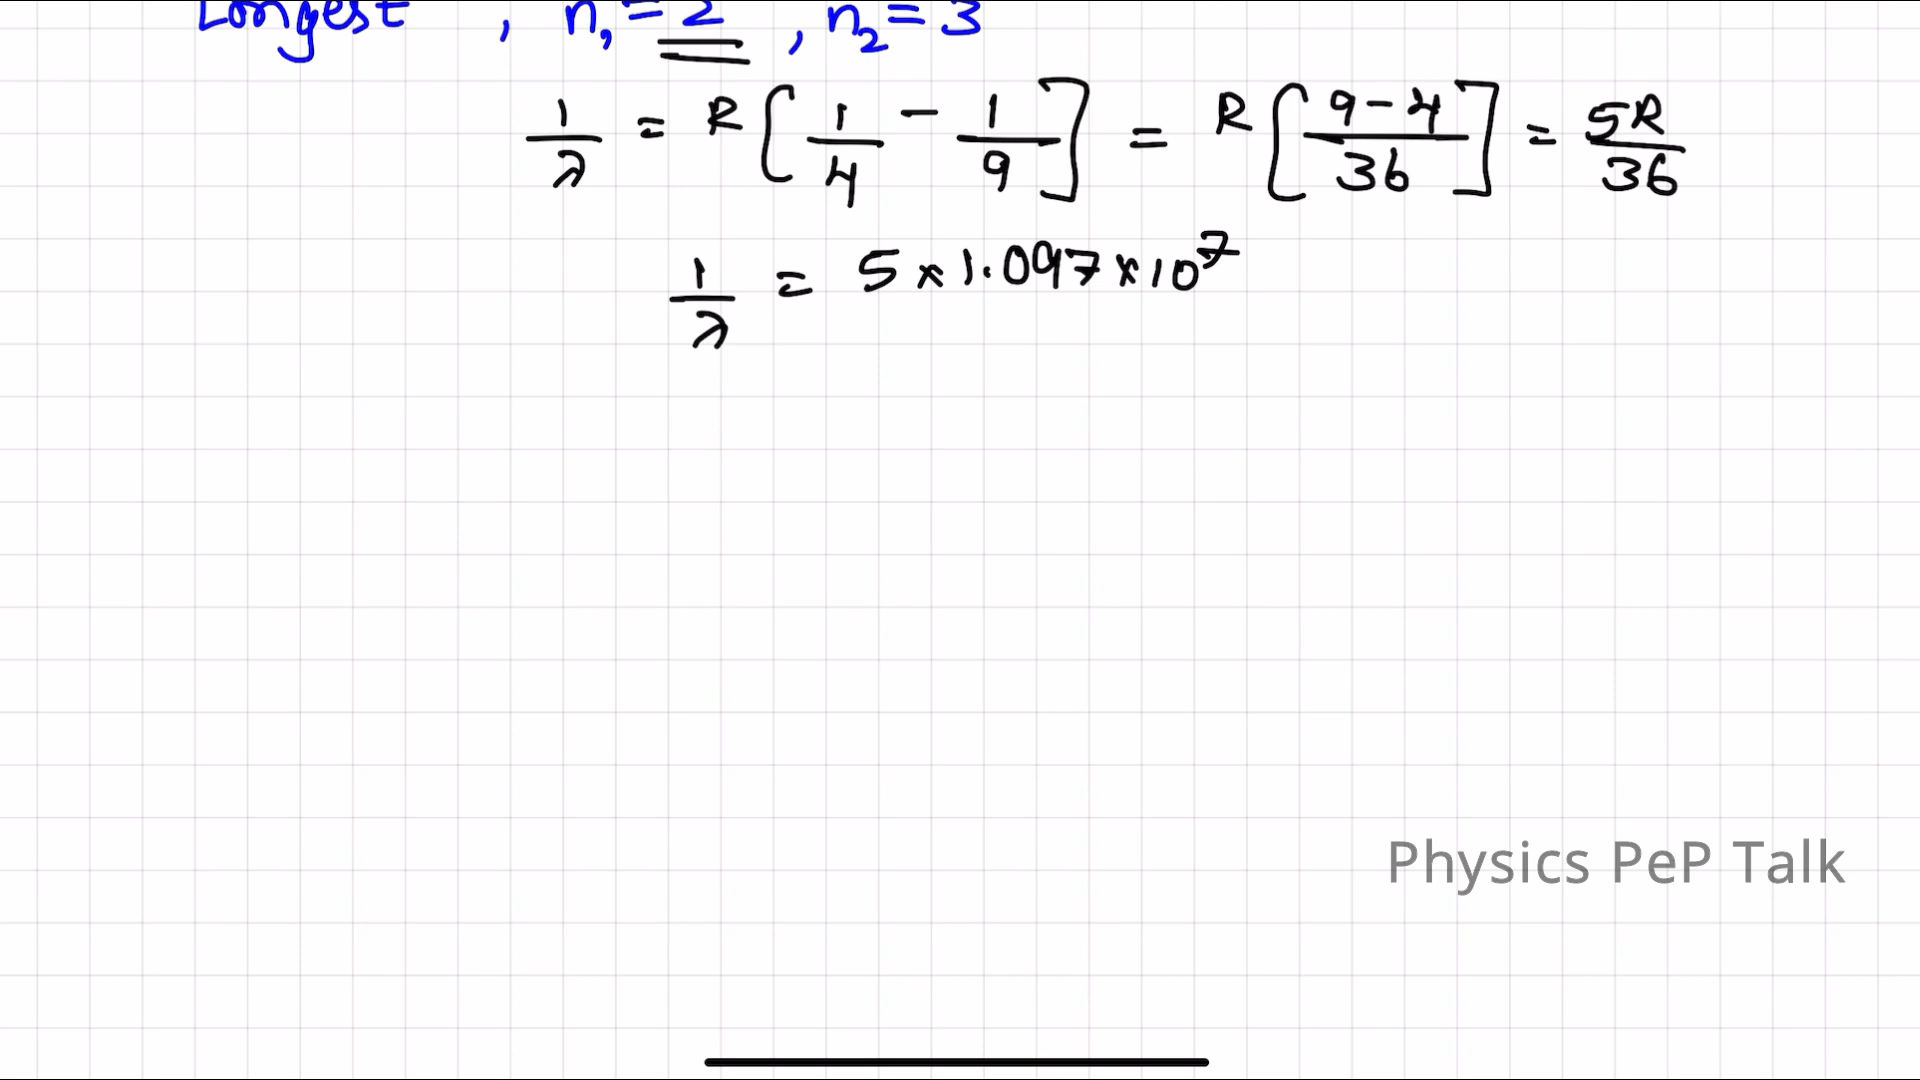 Longest , n₁ = 2 , n₂ = 3
1/λ = R [ 1/4 - 1/9 ] = R [ (9-4)/36 ] = 5R/36
1/λ = 5 × 1.097 × 10⁷
Physics PeP Talk